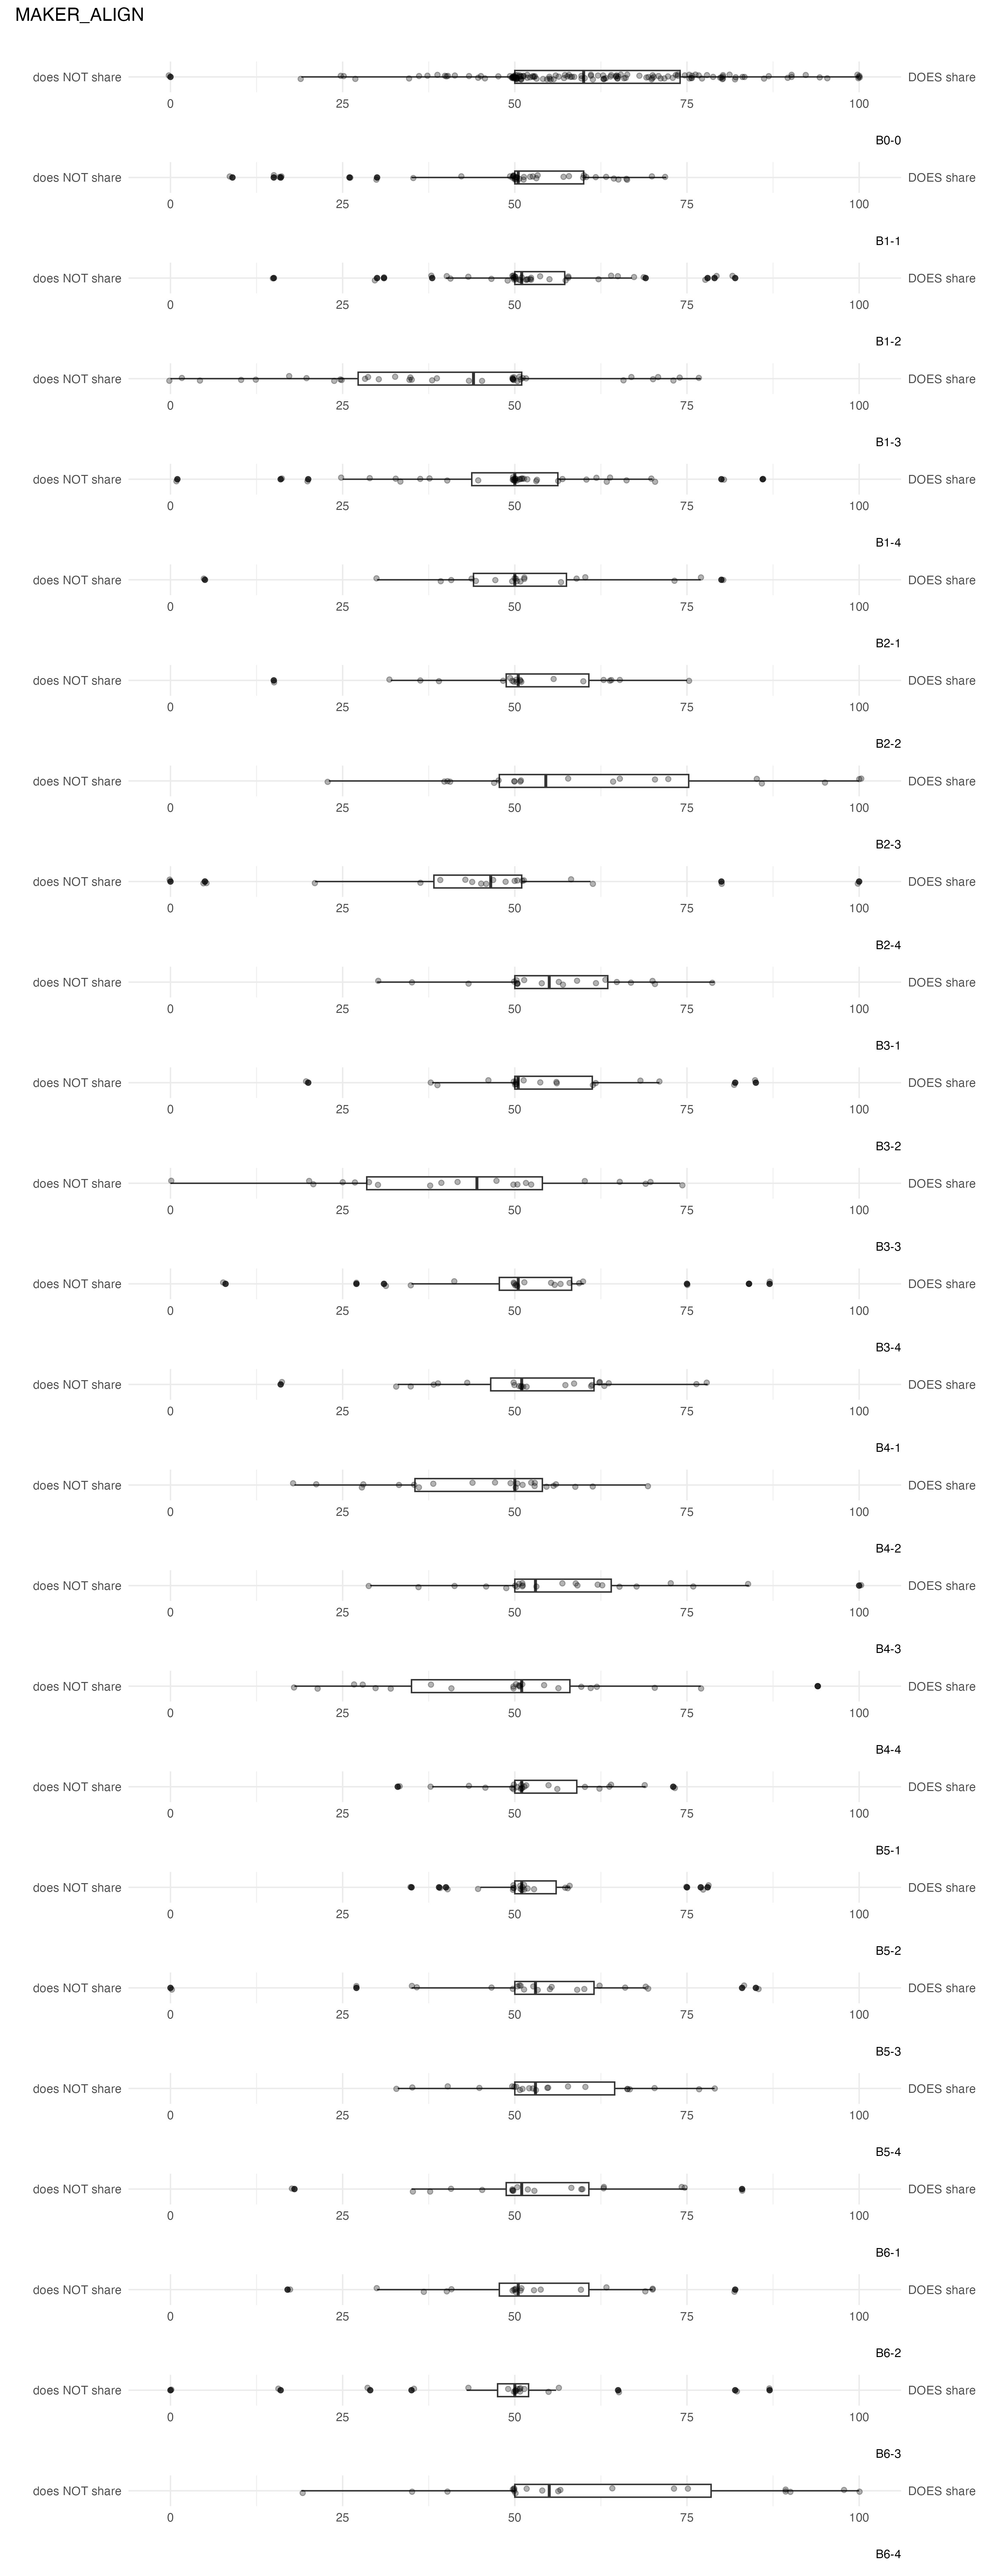 MAKER_ALIGN
does NOT share DOES share
0 25 50 75 100
B0-0
does NOT share DOES share
0 25 50 75 100
B1-1
does NOT share DOES share
0 25 50 75 100
B1-2
does NOT share DOES share
0 25 50 75 100
B1-3
does NOT share DOES share
0 25 50 75 100
B1-4
does NOT share DOES share
0 25 50 75 100
B2-1
does NOT share DOES share
0 25 50 75 100
B2-2
does NOT share DOES share
0 25 50 75 100
B2-3
does NOT share DOES share
0 25 50 75 100
B2-4
does NOT share DOES share
0 25 50 75 100
B3-1
does NOT share DOES share
0 25 50 75 100
B3-2
does NOT share DOES share
0 25 50 75 100
B3-3
does NOT share DOES share
0 25 50 75 100
B3-4
does NOT share DOES share
0 25 50 75 100
B4-1
does NOT share DOES share
0 25 50 75 100
B4-2
does NOT share DOES share
0 25 50 75 100
B4-3
does NOT share DOES share
0 25 50 75 100
B4-4
does NOT share DOES share
0 25 50 75 100
B5-1
does NOT share DOES share
0 25 50 75 100
B5-2
does NOT share DOES share
0 25 50 75 100
B5-3
does NOT share DOES share
0 25 50 75 100
B5-4
does NOT share DOES share
0 25 50 75 100
B6-1
does NOT share DOES share
0 25 50 75 100
B6-2
does NOT share DOES share
0 25 50 75 100
B6-3
does NOT share DOES share
0 25 50 75 100
B6-4